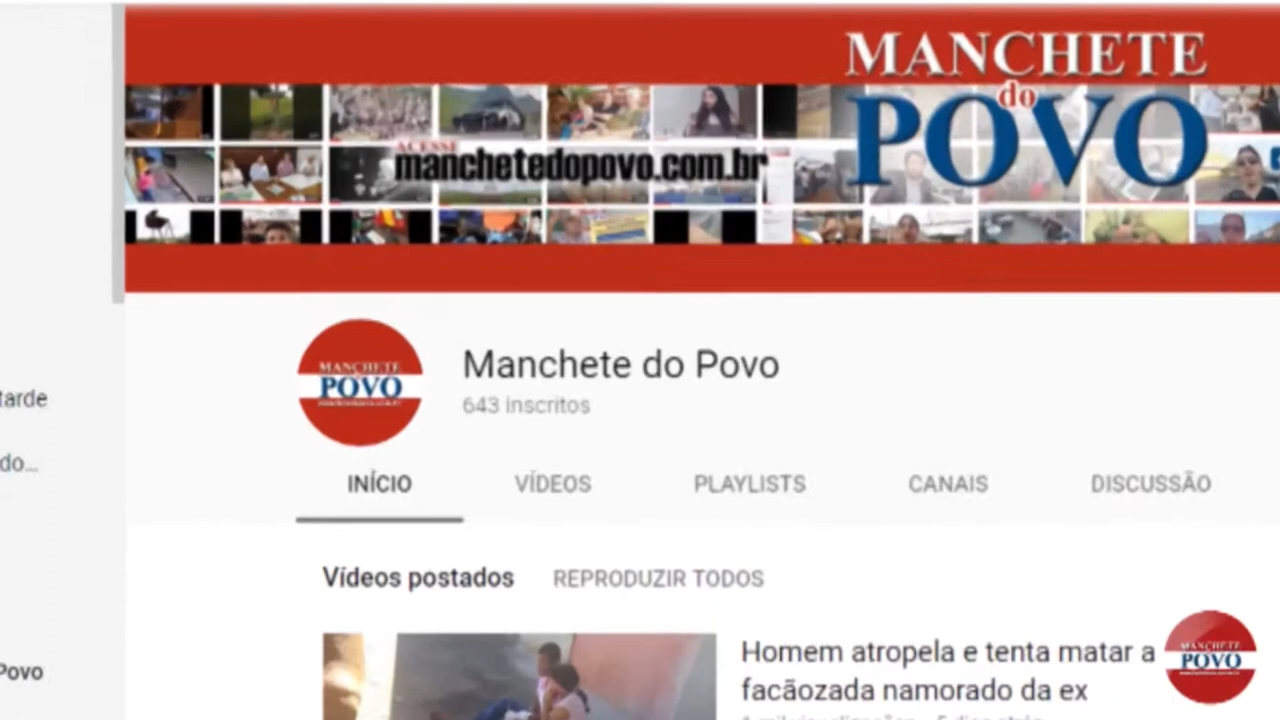 MANCHETE
do
POVO
ACESSE
manchetedopovo.com.br
MANCHETE
POVO
Manchete do Povo
643 inscritos
tarde
do...
INÍCIO VÍDEOS PLAYLISTS CANAIS DISCUSSÃO
Vídeos postados REPRODUZIR TODOS
Povo
Homem atropela e tenta matar a
facãozada namorado da ex
MANCHETE
POVO